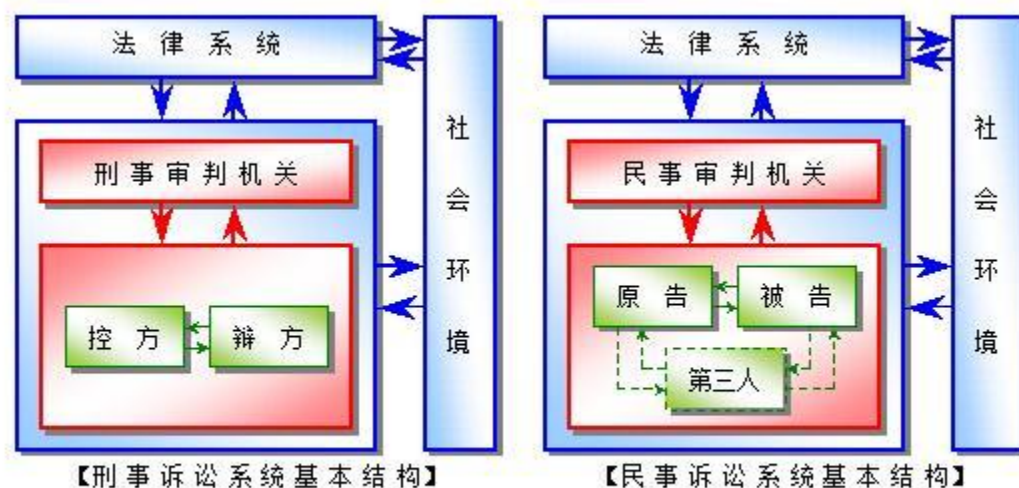 法律系统
刑事审判机关
控方
辩方
社会环境
【刑事诉讼系统基本结构】
法律系统
民事审判机关
原告
被告
第三人
社会环境
【民事诉讼系统基本结构】